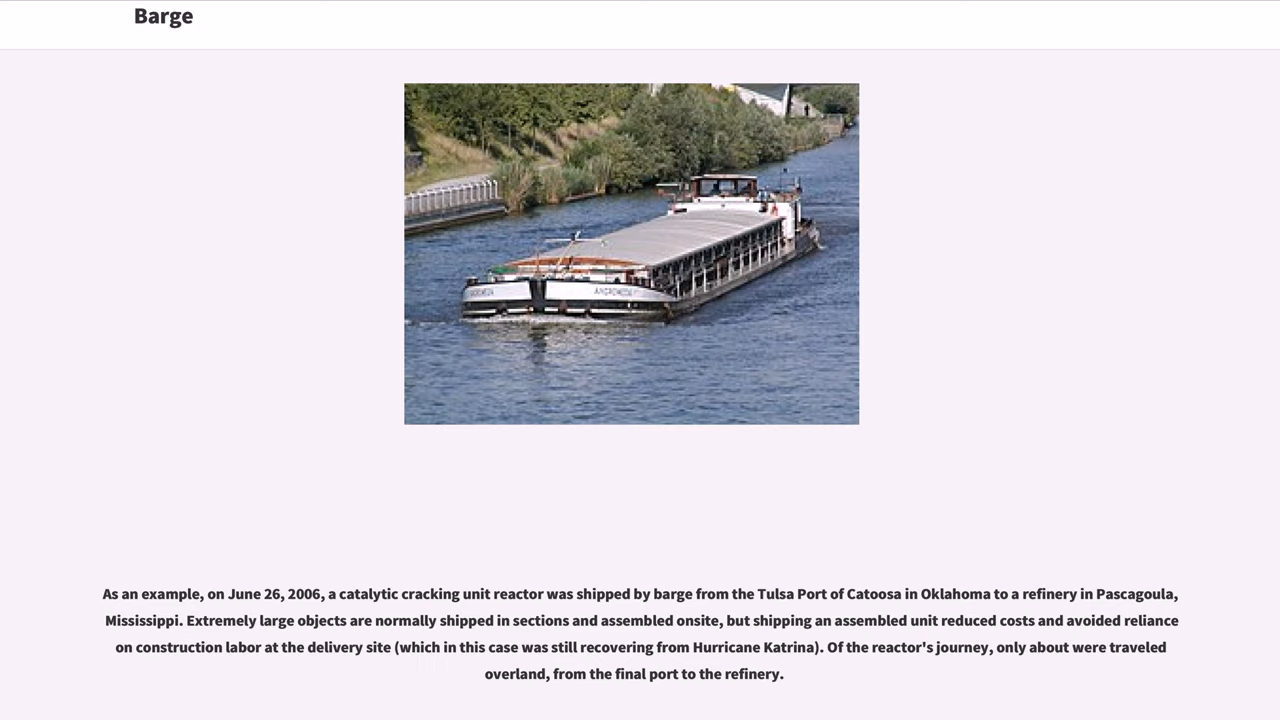 Barge
ANDROMEDA
As an example, on June 26, 2006, a catalytic cracking unit reactor was shipped by barge from the Tulsa Port of Catoosa in Oklahoma to a refinery in Pascagoula,
Mississippi. Extremely large objects are normally shipped in sections and assembled onsite, but shipping an assembled unit reduced costs and avoided reliance
on construction labor at the delivery site (which in this case was still recovering from Hurricane Katrina). Of the reactor's journey, only about were traveled
overland, from the final port to the refinery.